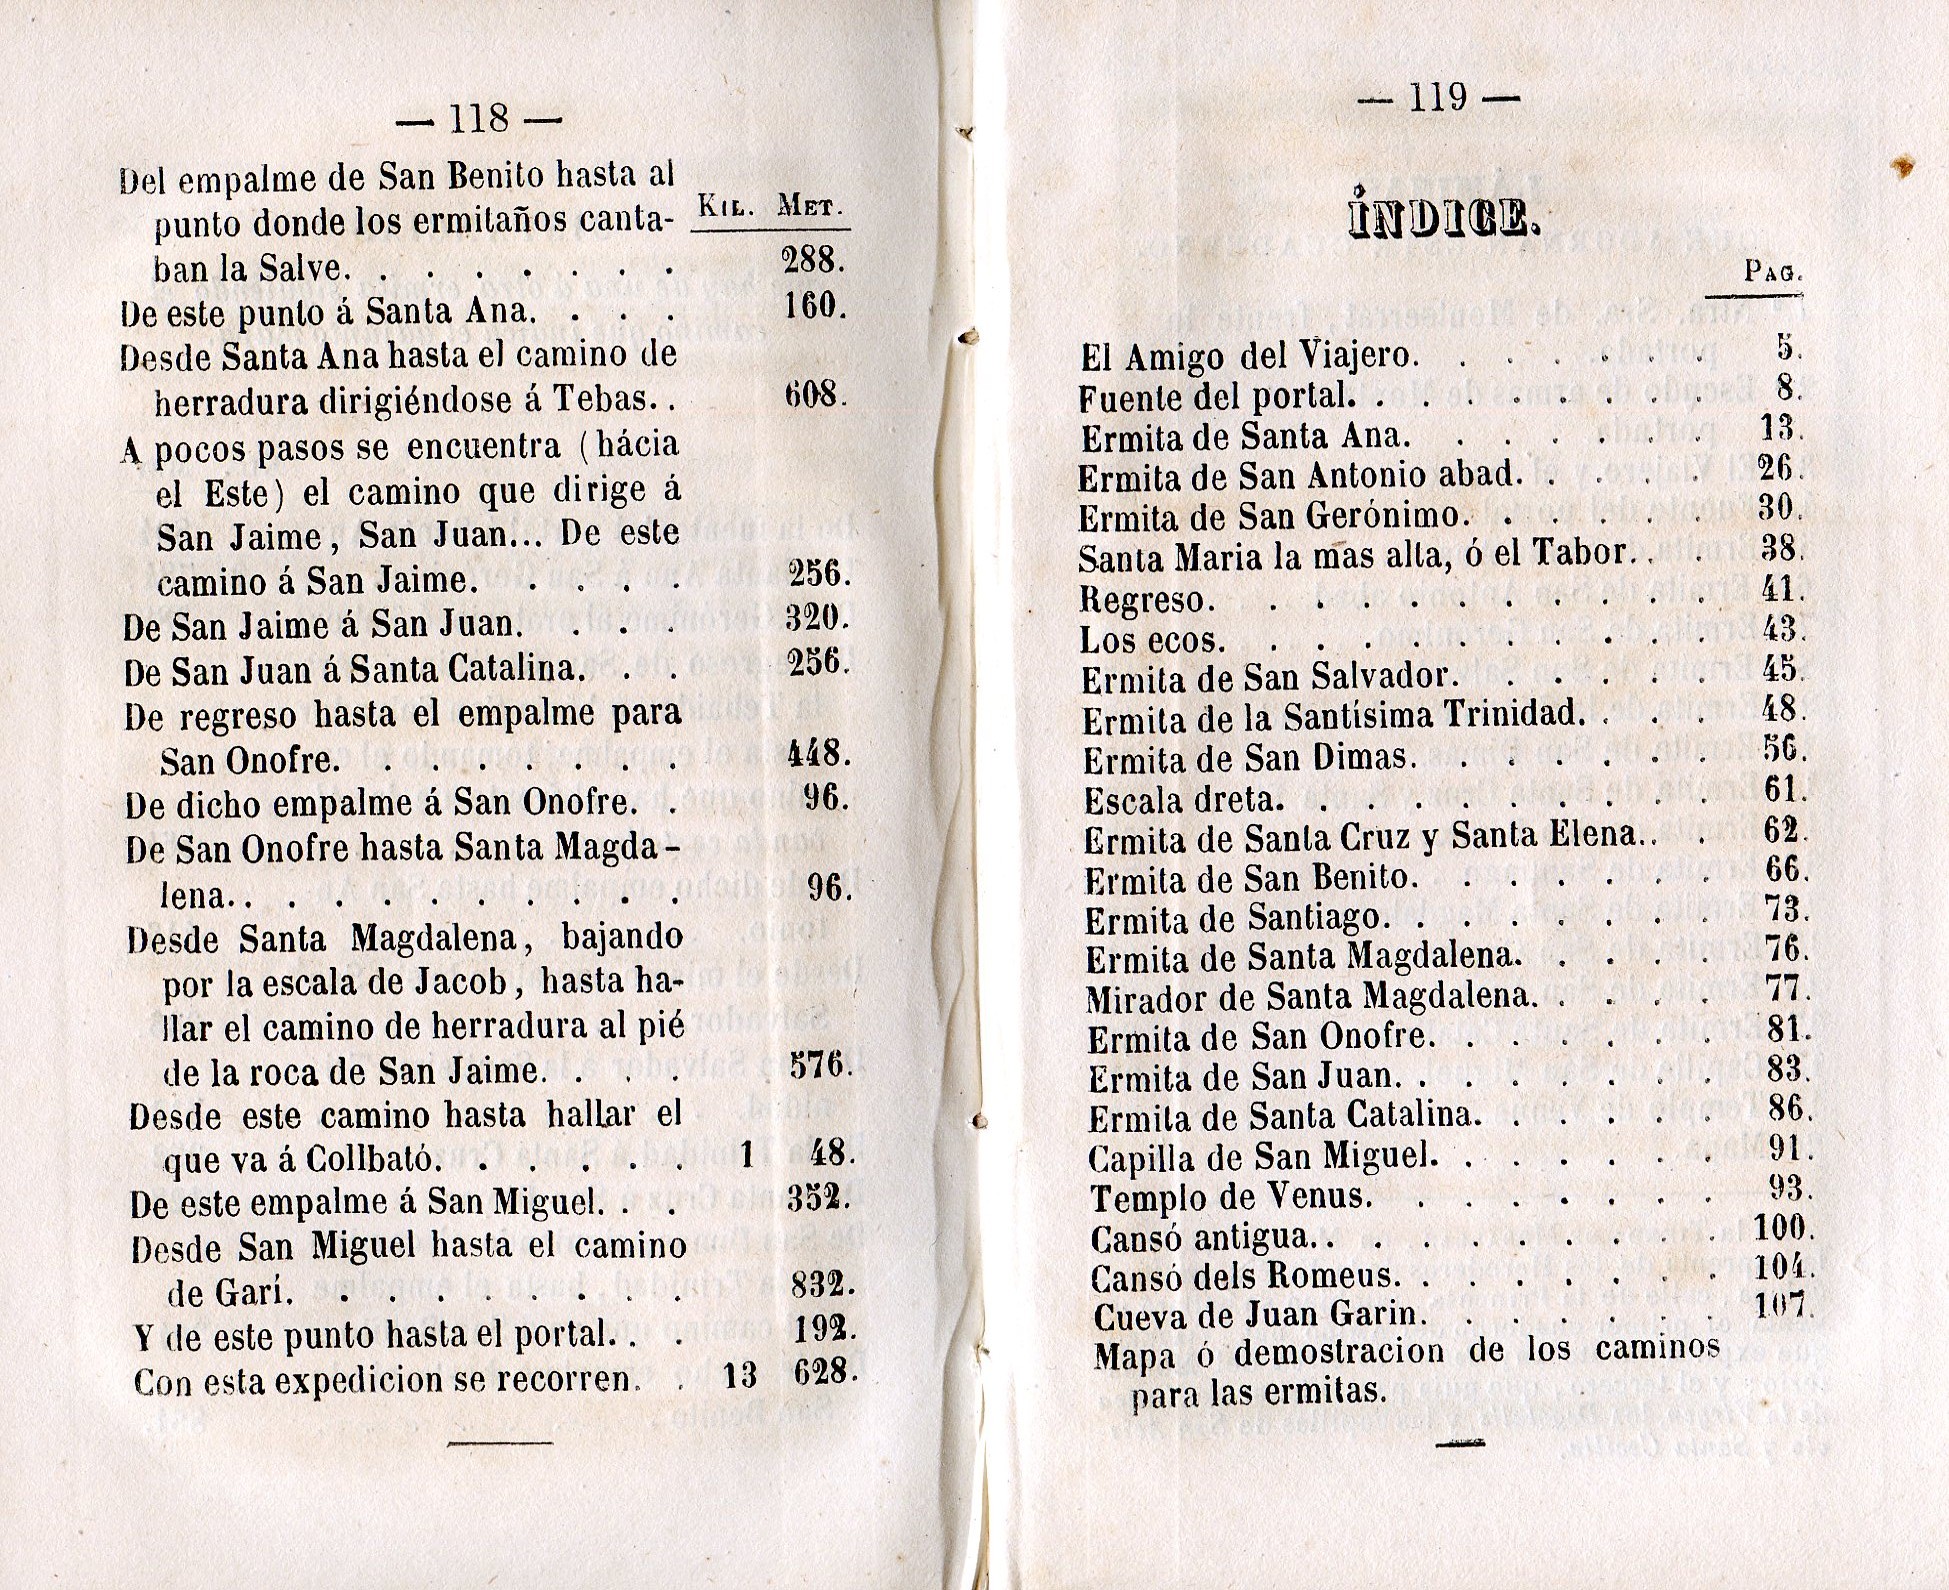 — 118 —
Del empalme de San Benito hasta al
Kil. Met.
punto donde los ermitaños canta-
ban la Salve. . . . . . . . 288.
De este punto á Santa Ana. . . . 160.
Desde Santa Ana hasta el camino de
herradura dirigiéndose á Tebas. . 608.
A pocos pasos se encuentra (hácia
el Este) el camino que dirige á
San Jaime, San Juan... De este
camino á San Jaime. . . . . 256.
De San Jaime á San Juan. . . . 320.
De San Juan á Santa Catalina. . . 256.
De regreso hasta el empalme para
San Onofre. . . . . . . . 448.
De dicho empalme á San Onofre. . 96.
De San Onofre hasta Santa Magda-
lena. . . . . . . . . . . 96.
Desde Santa Magdalena, bajando
por la escala de Jacob, hasta ha-
llar el camino de herradura al pié
de la roca de San Jaime. . . . 576.
Desde este camino hasta hallar el
que va á Collbató. . . . . . 1 48.
De este empalme á San Miguel. . . 352.
Desde San Miguel hasta el camino
de Garí. . . . . . . . . 832.
Y de este punto hasta el portal. . . 192.
Con esta expedicion se recorren. . 13 628.
— 119 —
ÍNDICE.
Pag.
El Amigo del Viajero. . . . . . . 5.
Fuente del portal. . . . . . . . . 8.
Ermita de Santa Ana. . . . . . . 13.
Ermita de San Antonio abad. . . . . 26.
Ermita de San Gerónimo. . . . . . 30.
Santa Maria la mas alta, ó el Tabor. . . 38.
Regreso. . . . . . . . . . . 41.
Los ecos. . . . . . . . . . . 43.
Ermita de San Salvador. . . . . . 45.
Ermita de la Santísima Trinidad. . . . 48.
Ermita de San Dimas. . . . . . . 56.
Escala dreta. . . . . . . . . . 61.
Ermita de Santa Cruz y Santa Elena. . . 62.
Ermita de San Benito. . . . . . . 66.
Ermita de Santiago. . . . . . . . 73.
Ermita de Santa Magdalena. . . . . 76.
Mirador de Santa Magdalena. . . . . 77.
Ermita de San Onofre. . . . . . . 81.
Ermita de San Juan. . . . . . . . 83.
Ermita de Santa Catalina. . . . . . 86.
Capilla de San Miguel. . . . . . . 91.
Templo de Venus. . . . . . . . 93.
Cansó antigua. . . . . . . . . . 100.
Cansó dels Romeus. . . . . . . . 104.
Cueva de Juan Garin. . . . . . . 107.
Mapa ó demostracion de los caminos
para las ermitas.